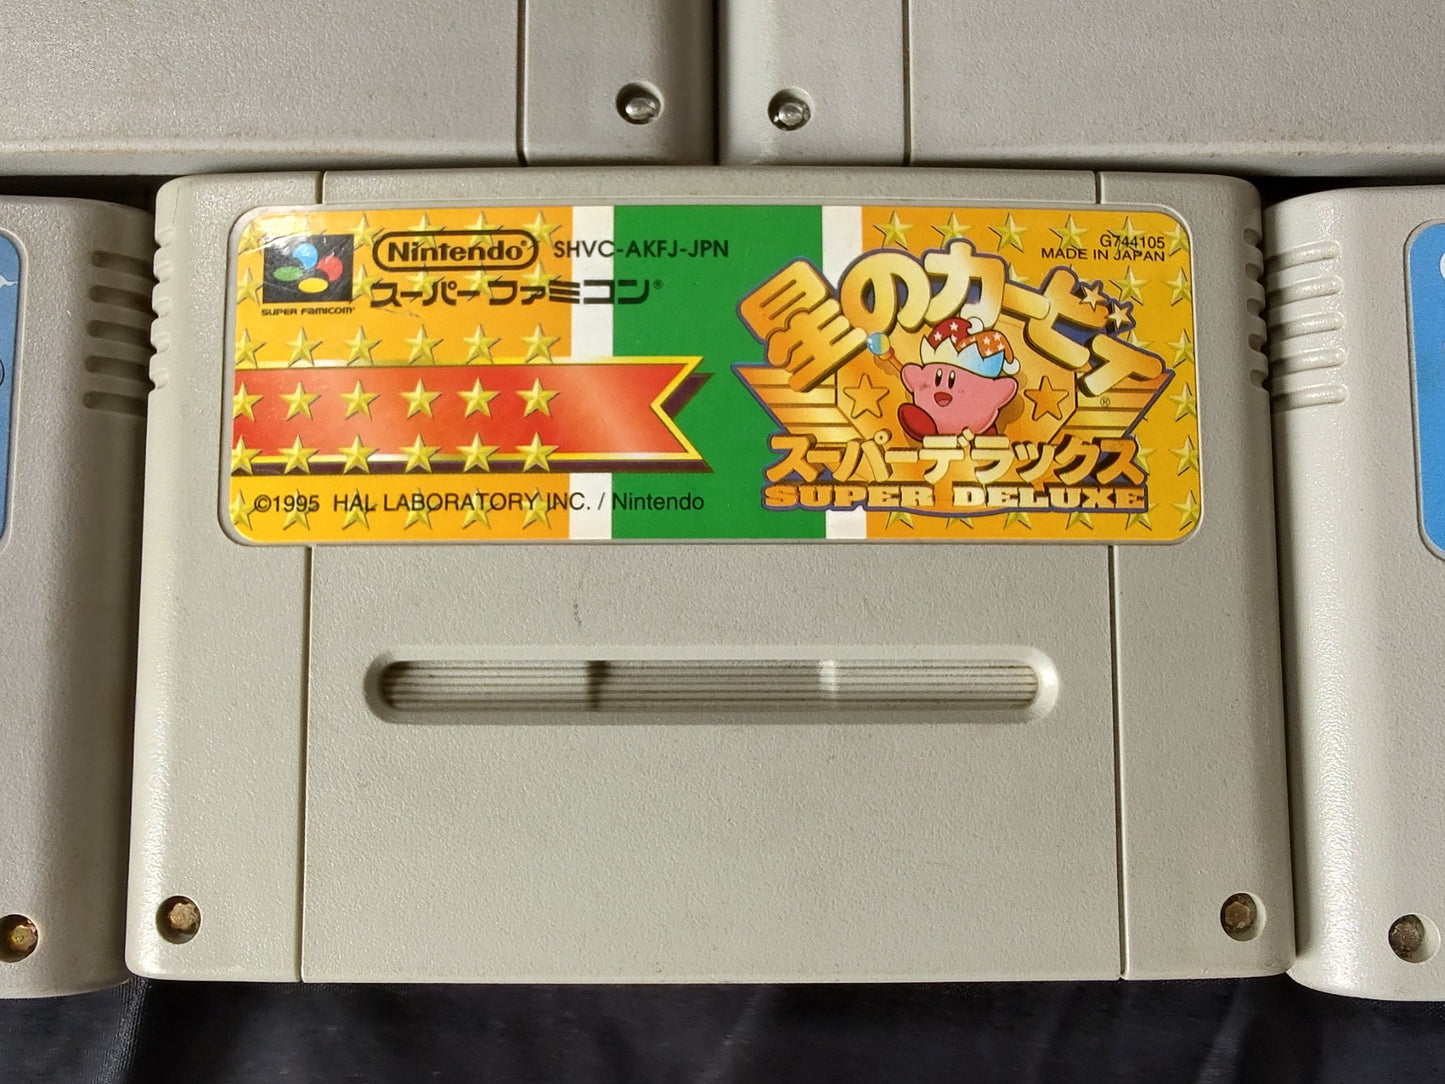 Nintendo® SHVC-AKFJ-JPN
スーパーファミコン®
SUPER FAMICOM
G744105
MADE IN JAPAN
星のカービィ
スーパーデラックス
SUPER DELUXE
©1995 HAL LABORATORY INC. / Nintendo